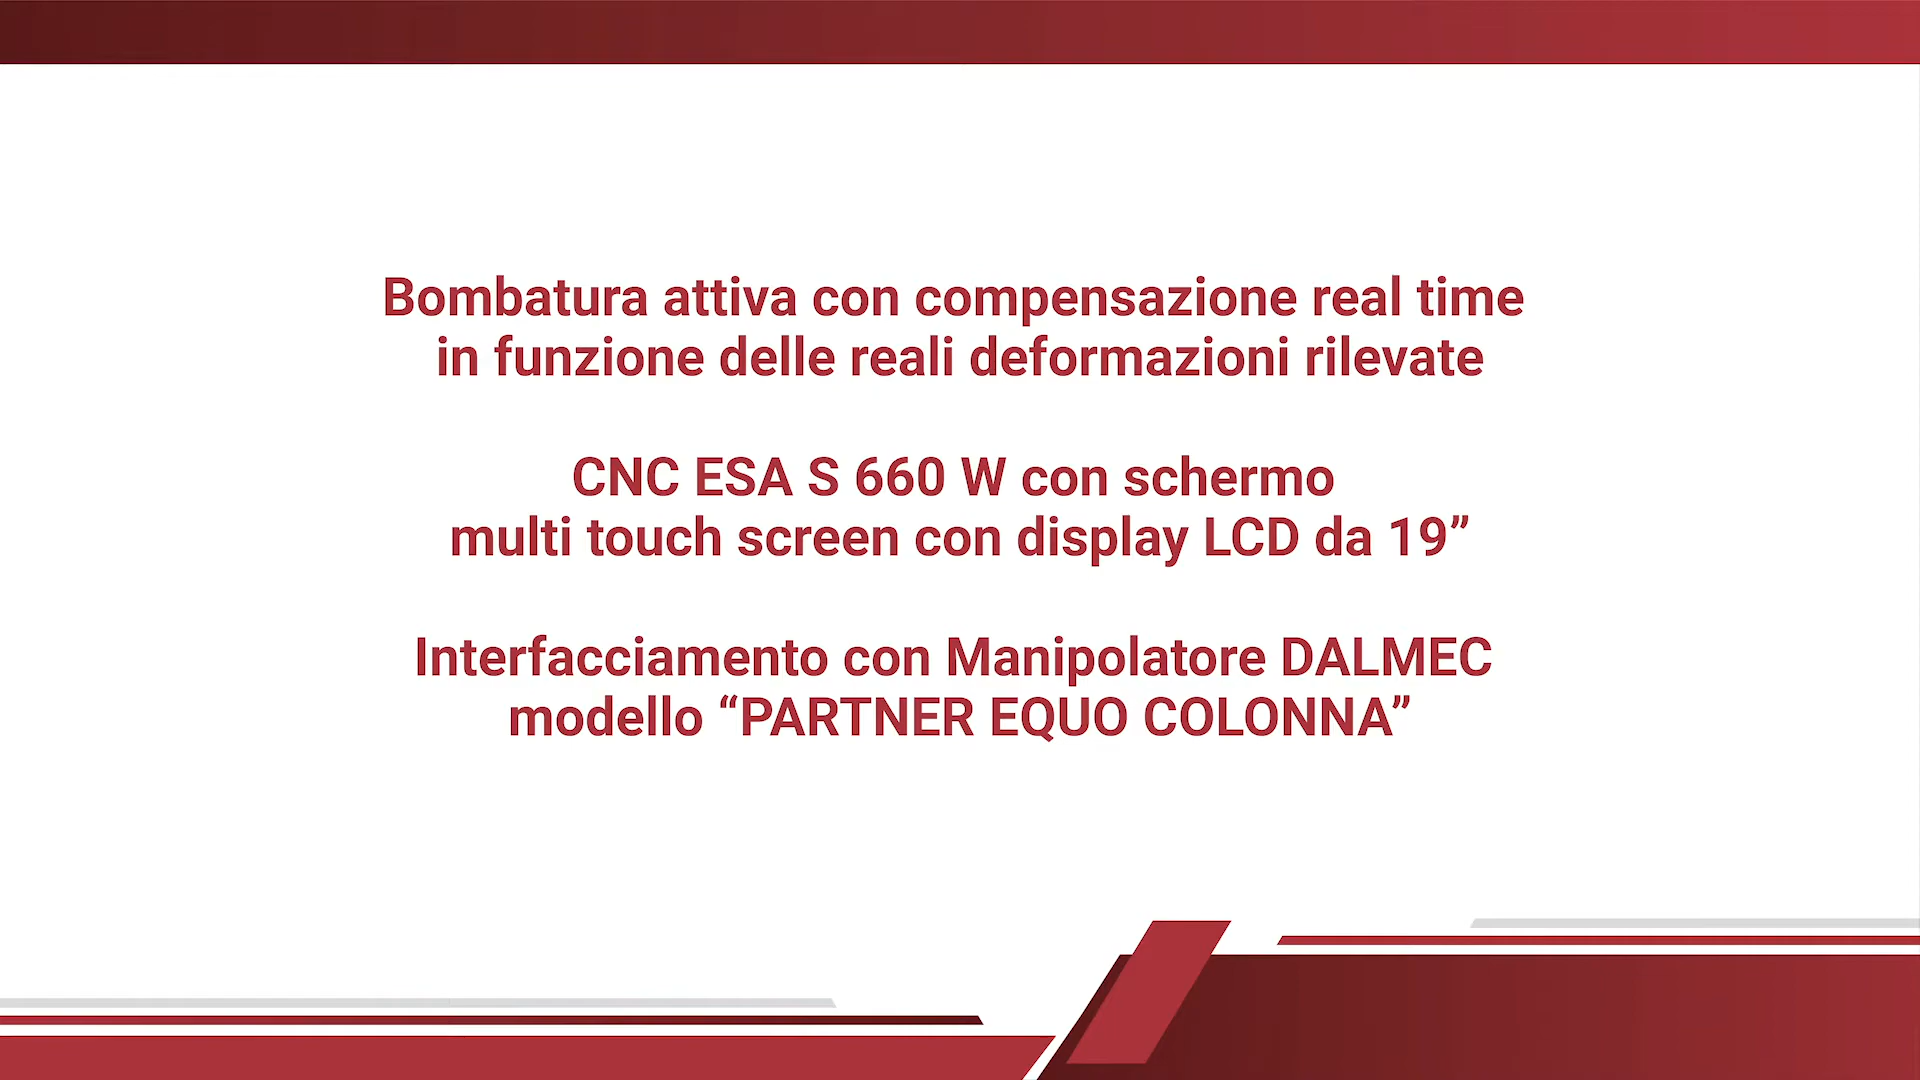 Bombatura attiva con compensazione real time
in funzione delle reali deformazioni rilevate
CNC ESA S 660 W con schermo
multi touch screen con display LCD da 19”
Interfacciamento con Manipolatore DALMEC
modello “PARTNER EQUO COLONNA”